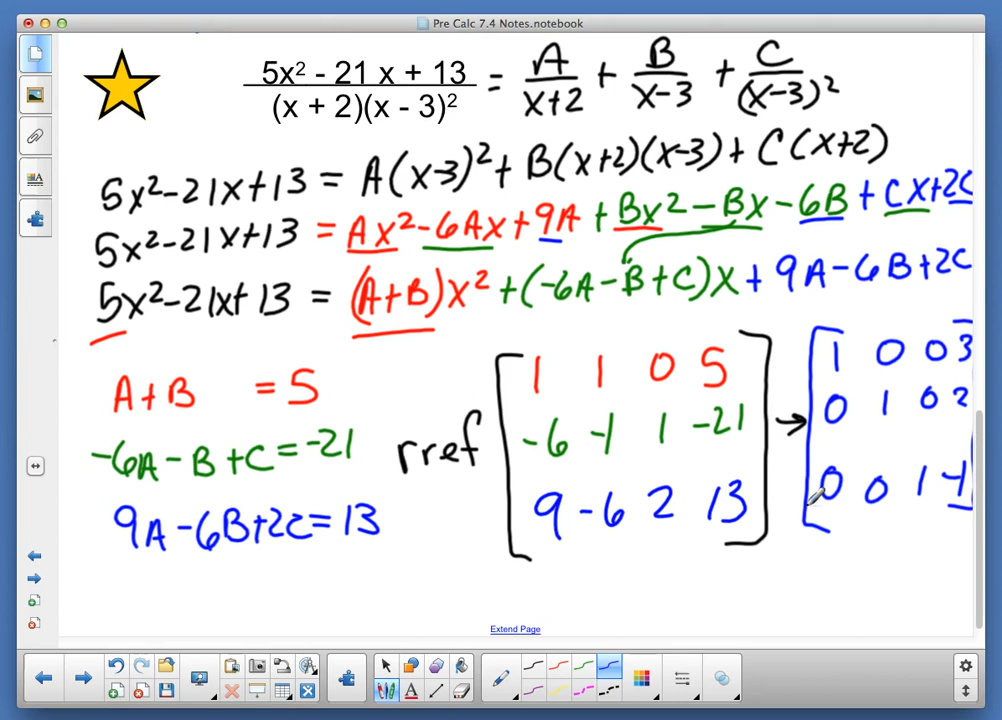 Pre Calc 7.4 Notes.notebook
5x² - 21 x + 13 / (x + 2)(x - 3)² = A/(x+2) + B/(x-3) + C/(x-3)²
5x²-21x+13 = A(x-3)²+B(x+2)(x-3)+C(x+2)
5x²-21x+13 = Ax²-6Ax+9A+Bx²-Bx-6B+Cx+2C
5x²-21x+13 = (A+B)x²+(-6A-B+C)x+9A-6B+2C
A+B = 5
-6A-B+C=-21
9A-6B+2C=13
rref
1 1 0 5
-6 -1 1 -21
9 -6 2 13
→
1 0 0 3
0 1 0 2
0 0 1 -1
Extend Page